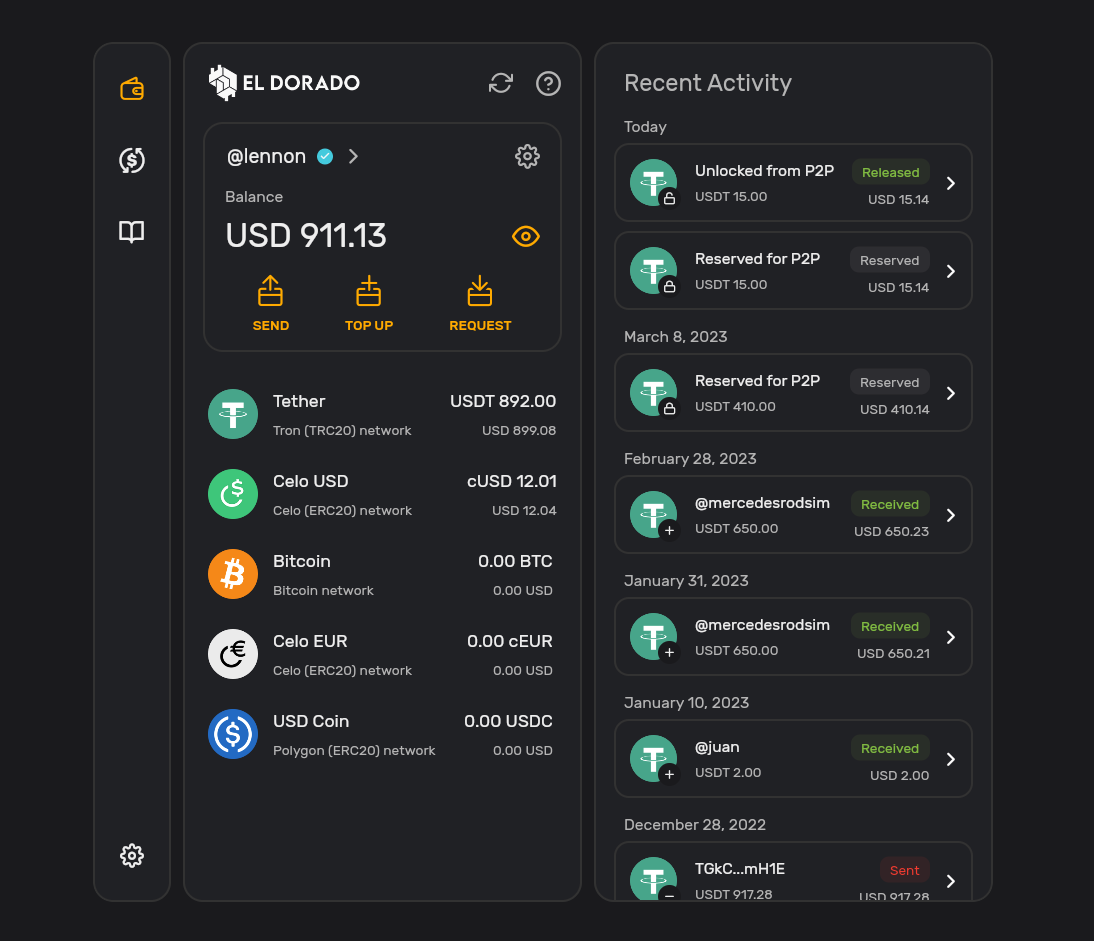 EL DORADO
@lennon
Balance
USD 911.13
SEND
TOP UP
REQUEST
Tether
USDT 892.00
Tron (TRC20) network
USD 899.08
Celo USD
cUSD 12.01
Celo (ERC20) network
USD 12.04
Bitcoin
0.00 BTC
Bitcoin network
0.00 USD
Celo EUR
0.00 cEUR
Celo (ERC20) network
0.00 USD
USD Coin
0.00 USDC
Polygon (ERC20) network
0.00 USD
Recent Activity
Today
Unlocked from P2P
Released
USDT 15.00
USD 15.14
Reserved for P2P
Reserved
USDT 15.00
USD 15.14
March 8, 2023
Reserved for P2P
Reserved
USDT 410.00
USD 410.14
February 28, 2023
@mercedesrodsim
Received
USDT 650.00
USD 650.23
January 31, 2023
@mercedesrodsim
Received
USDT 650.00
USD 650.21
January 10, 2023
@juan
Received
USDT 2.00
USD 2.00
December 28, 2022
TGkC...mH1E
Sent
USDT 917.28
USD 917.28